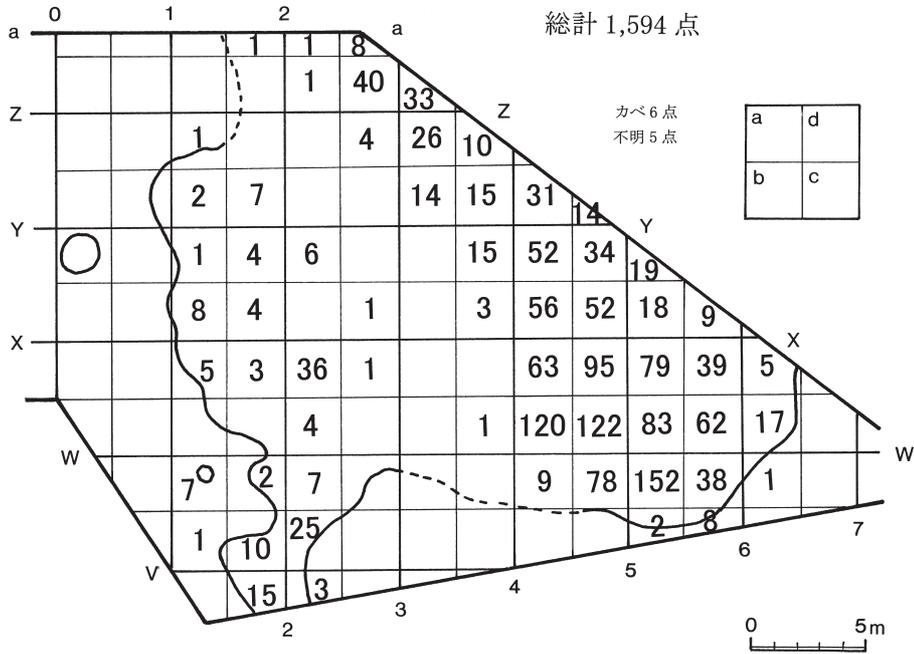 総計 1,594 点
0 1 2
a 1 1 8 a
1 40
33
カベ 6 点
不明 5 点
a d
b c
Z Z
1 4 26 10
2 7 14 15 31 14
Y Y
1 4 6 15 52 34 19
8 4 1 3 56 52 18 9
X X
5 3 36 1 63 95 79 39 5
4 1 120 122 83 62 17
W W
7 2 7 9 78 152 38 1
1 10 25 2 8
V
15 3
2 3 4 5 6 7
0 5m